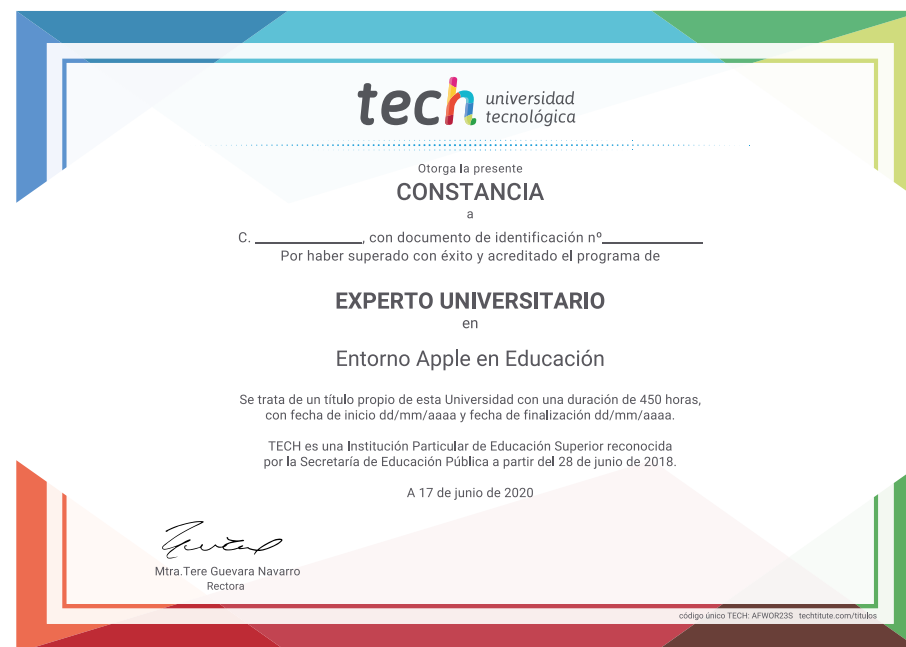 tech universidad
tecnológica
Otorga la presente
CONSTANCIA
a
C. ____________, con documento de identificación nº____________
Por haber superado con éxito y acreditado el programa de
EXPERTO UNIVERSITARIO
en
Entorno Apple en Educación
Se trata de un título propio de esta Universidad con una duración de 450 horas,
con fecha de inicio dd/mm/aaaa y fecha de finalización dd/mm/aaaa.
TECH es una Institución Particular de Educación Superior reconocida
por la Secretaría de Educación Pública a partir del 28 de junio de 2018.
A 17 de junio de 2020
Mtra.Tere Guevara Navarro
Rectora
código único TECH: AFWOR23S techtitute.com/titulos